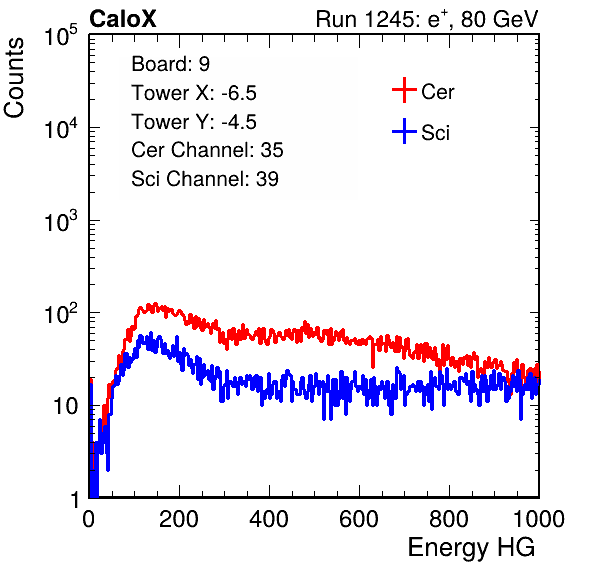 CaloX Run 1245: e⁺, 80 GeV
Board: 9
Tower X: -6.5
Tower Y: -4.5
Cer Channel: 35
Sci Channel: 39
Cer
Sci
Counts
10⁵
10⁴
10³
10²
10
1
0 200 400 600 800 1000
Energy HG